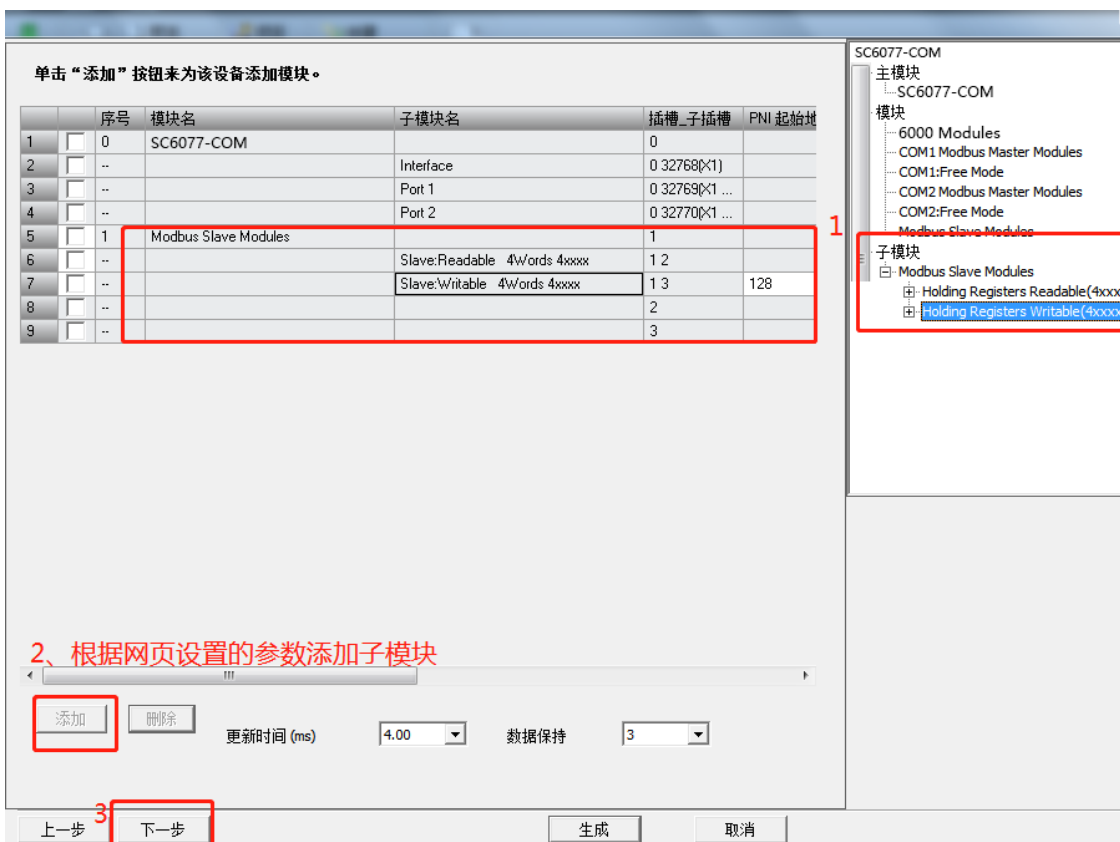 单击“添加”按钮来为该设备添加模块。
序号 模块名 子模块名 插槽_子插槽 PNI 起始地
1 0 SC6077-COM 0
2 -- Interface 0 32768(X1)
3 -- Port 1 0 32769(X1 ...
4 -- Port 2 0 32770(X1 ...
5 1 Modbus Slave Modules 1
6 -- Slave:Readable 4Words 4xxxx 1 2
7 -- Slave:Writable 4Words 4xxxx 1 3 128
8 -- 2
9 -- 3
2、根据网页设置的参数添加子模块
添加 删除 更新时间 (ms) 4.00 数据保持 3
3
上一步 下一步 生成 取消
SC6077-COM
主模块
SC6077-COM
模块
6000 Modules
COM1 Modbus Master Modules
COM1:Free Mode
COM2 Modbus Master Modules
COM2:Free Mode
Modbus Slave Modules
1
子模块
Modbus Slave Modules
Holding Registers Readable(4xxx
Holding Registers Writable(4xxxx